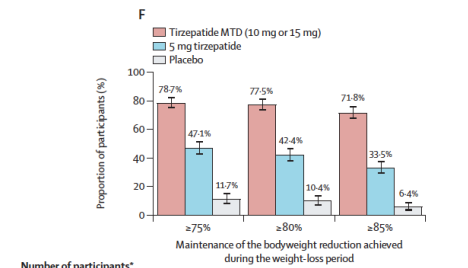 F
Tirzepatide MTD (10 mg or 15 mg)
5 mg tirzepatide
Placebo
Proportion of participants (%)
100
80
60
40
20
0
78·7%
47·1%
11·7%
77·5%
42·4%
10·4%
71·8%
33·5%
6·4%
≥75%
≥80%
≥85%
Maintenance of the bodyweight reduction achieved
during the weight-loss period
Number of participants*